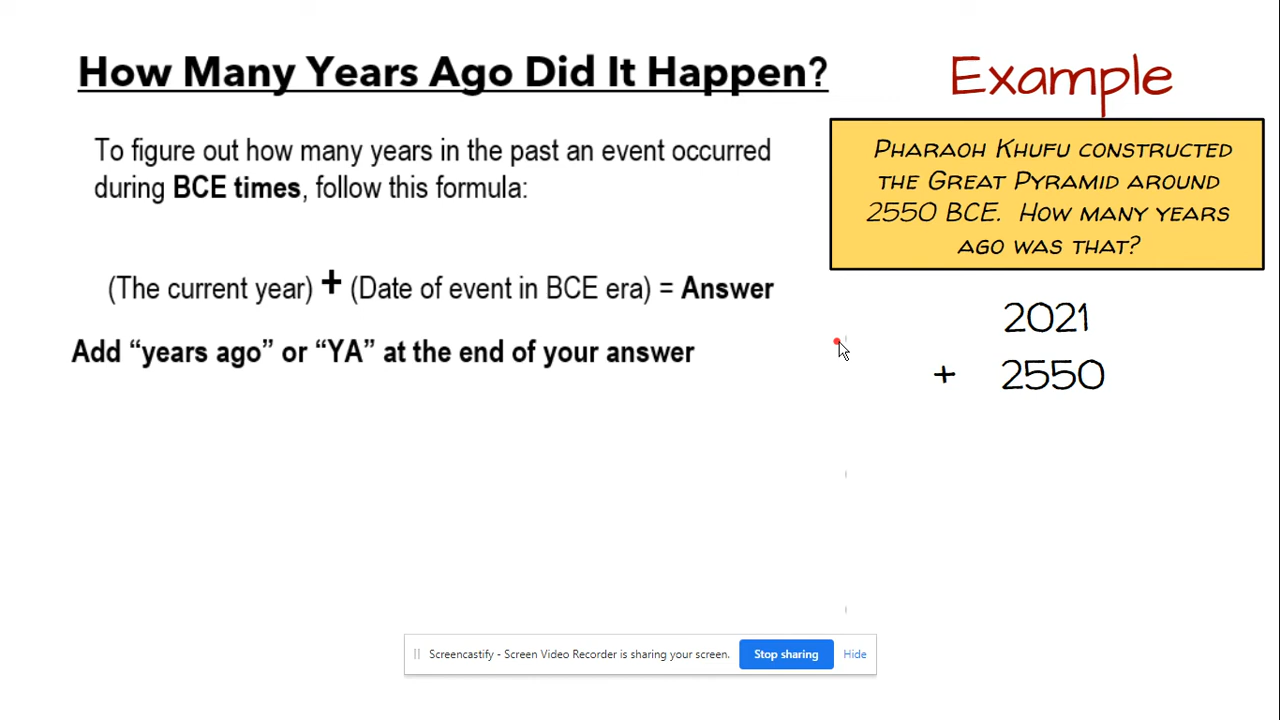 How Many Years Ago Did It Happen?
To figure out how many years in the past an event occurred
during BCE times, follow this formula:
(The current year) + (Date of event in BCE era) = Answer
Add “years ago” or “YA” at the end of your answer
Example
Pharaoh Khufu constructed
the Great Pyramid around
2550 BCE. How many years
ago was that?
2021
+ 2550
Screencastify - Screen Video Recorder is sharing your screen. Stop sharing Hide